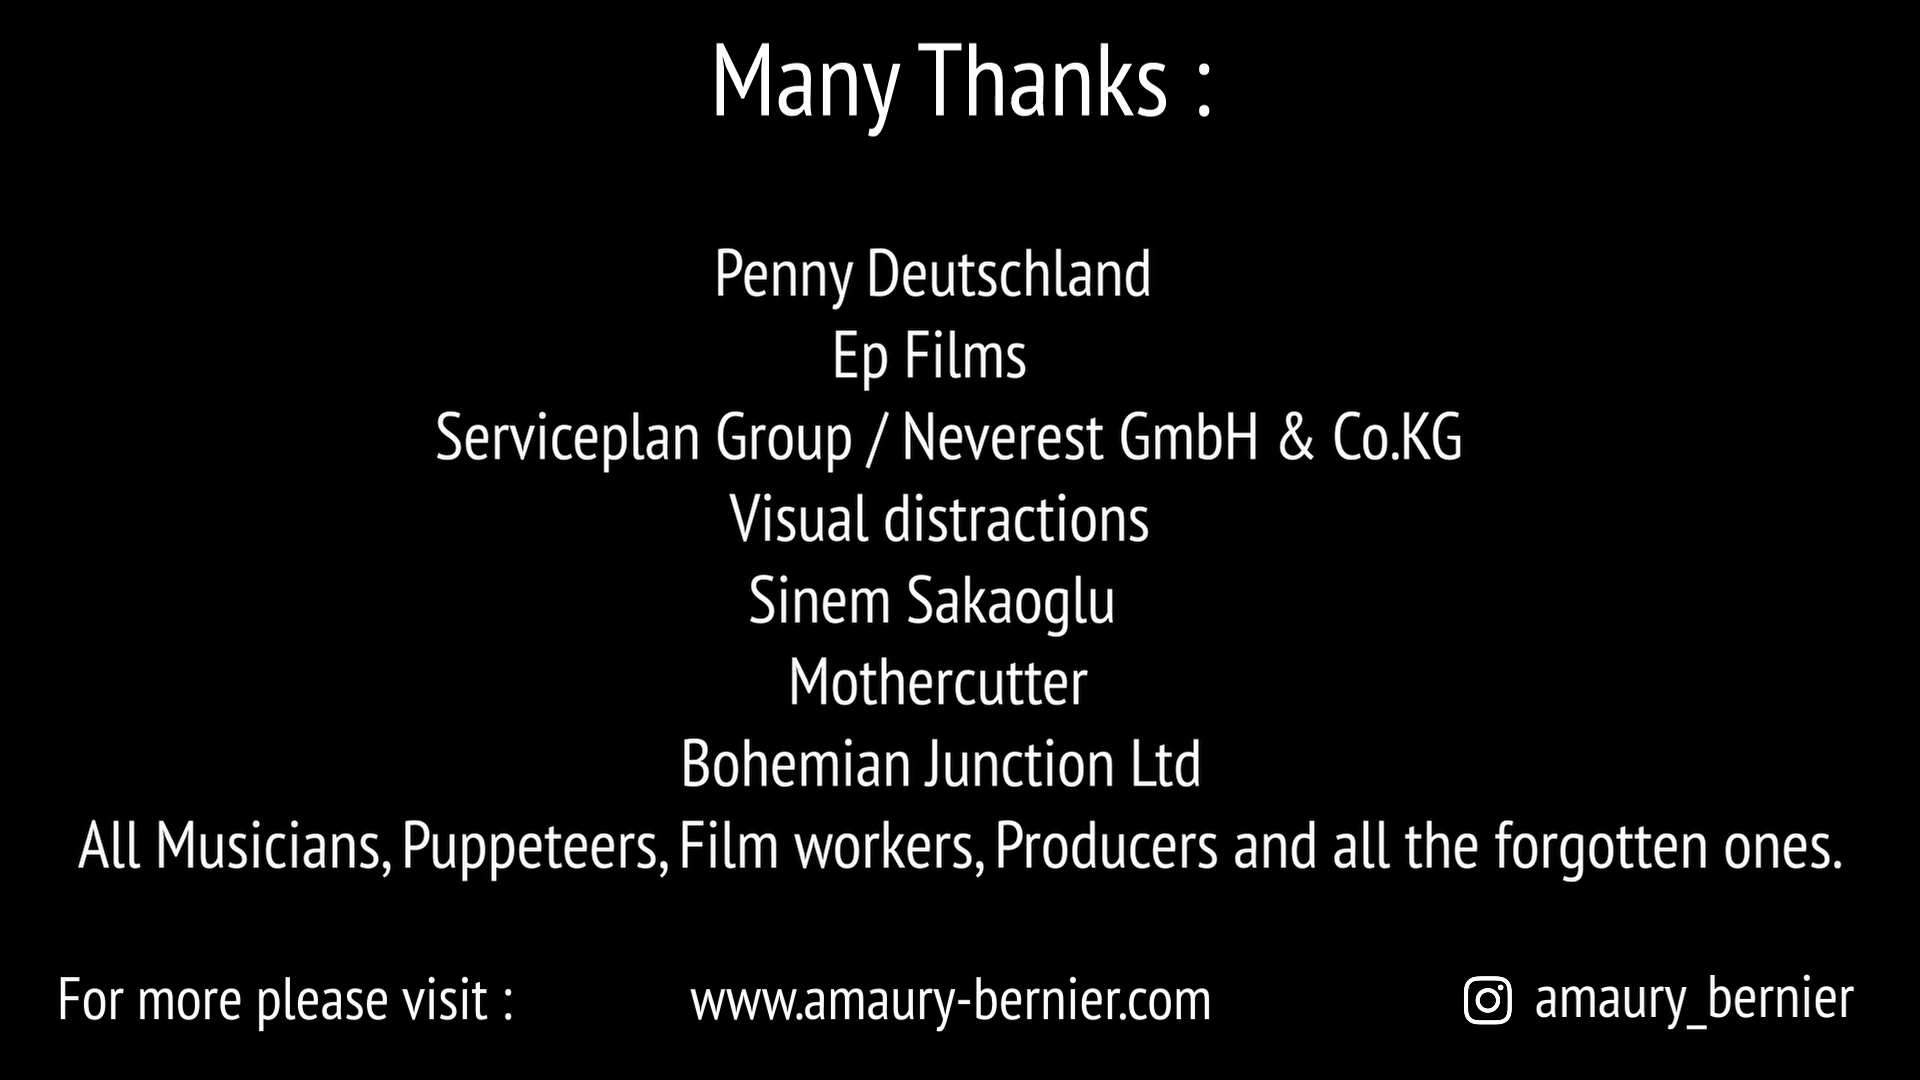 Many Thanks :
Penny Deutschland
Ep Films
Serviceplan Group / Neverest GmbH & Co.KG
Visual distractions
Sinem Sakaoglu
Mothercutter
Bohemian Junction Ltd
All Musicians, Puppeteers, Film workers, Producers and all the forgotten ones.
For more please visit : www.amaury-bernier.com amaury_bernier